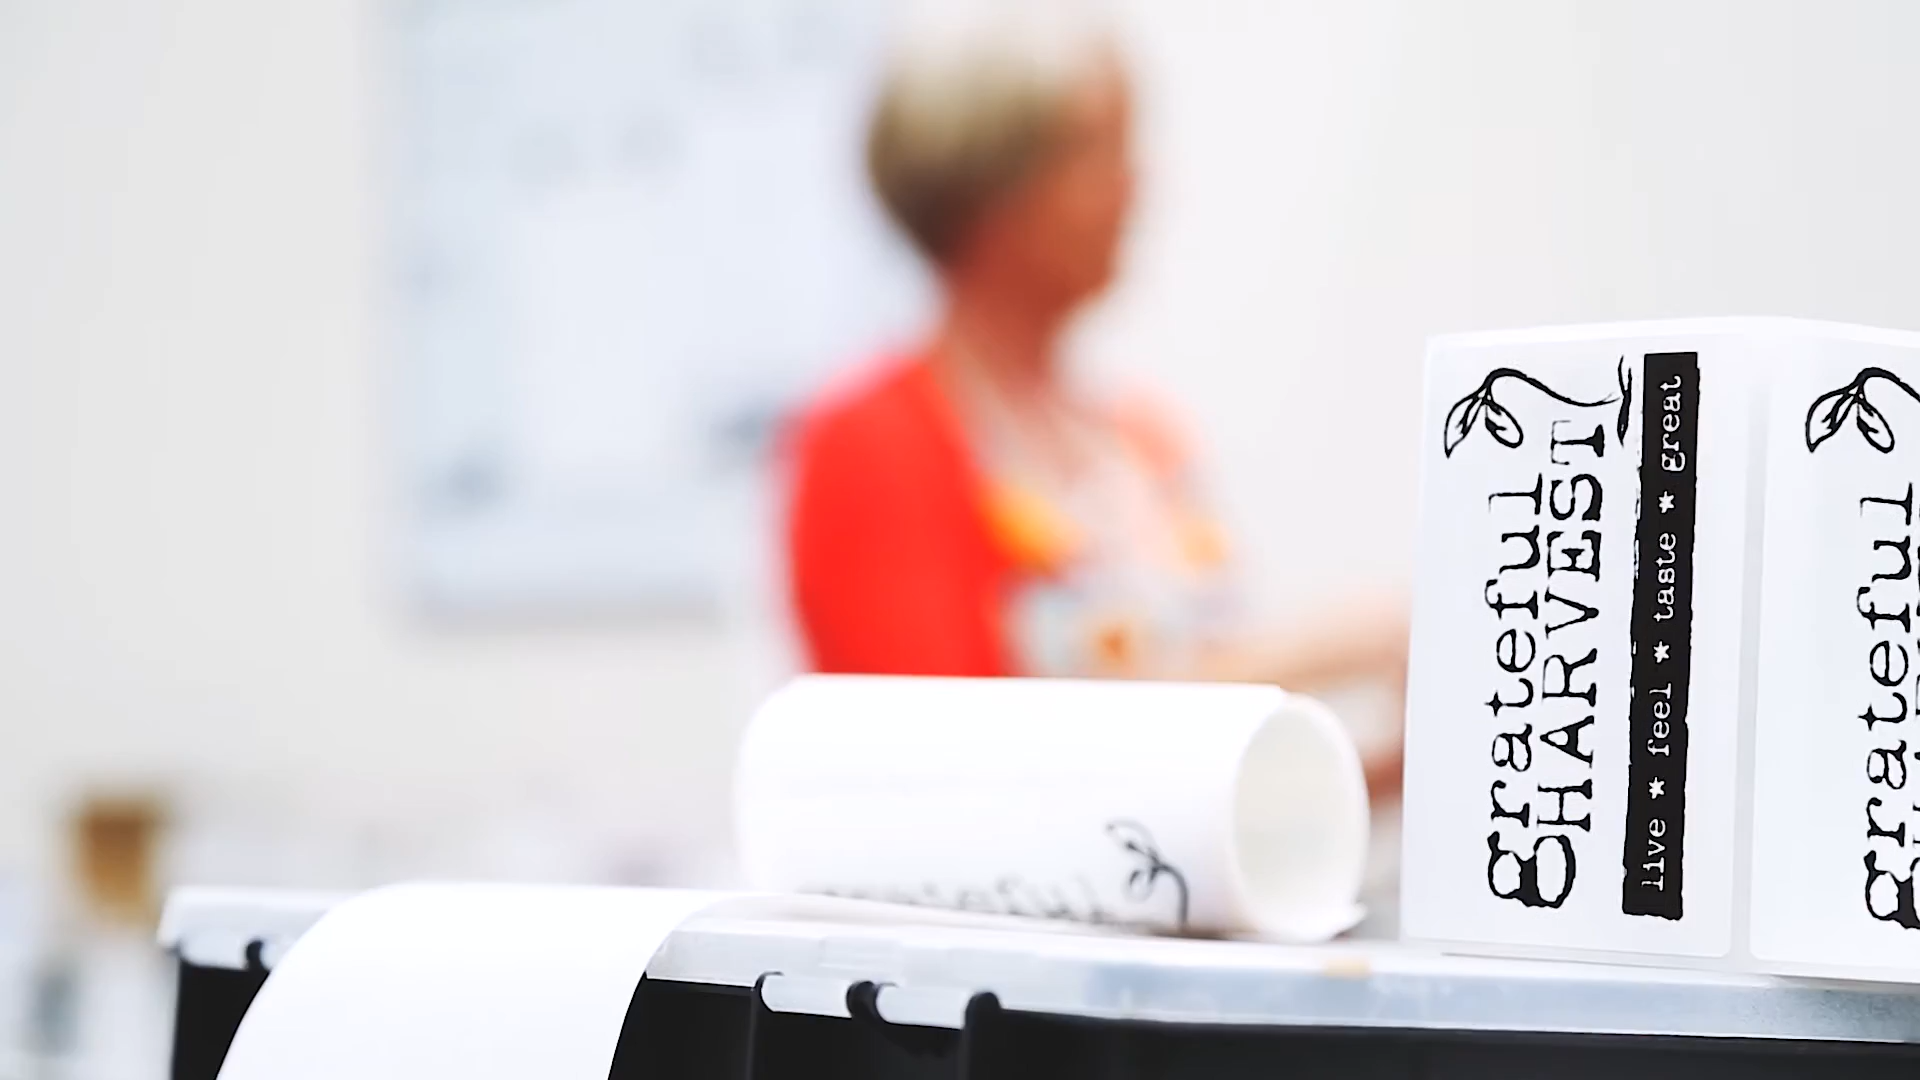 grateful
HARVEST
live * feel * taste * great
grateful